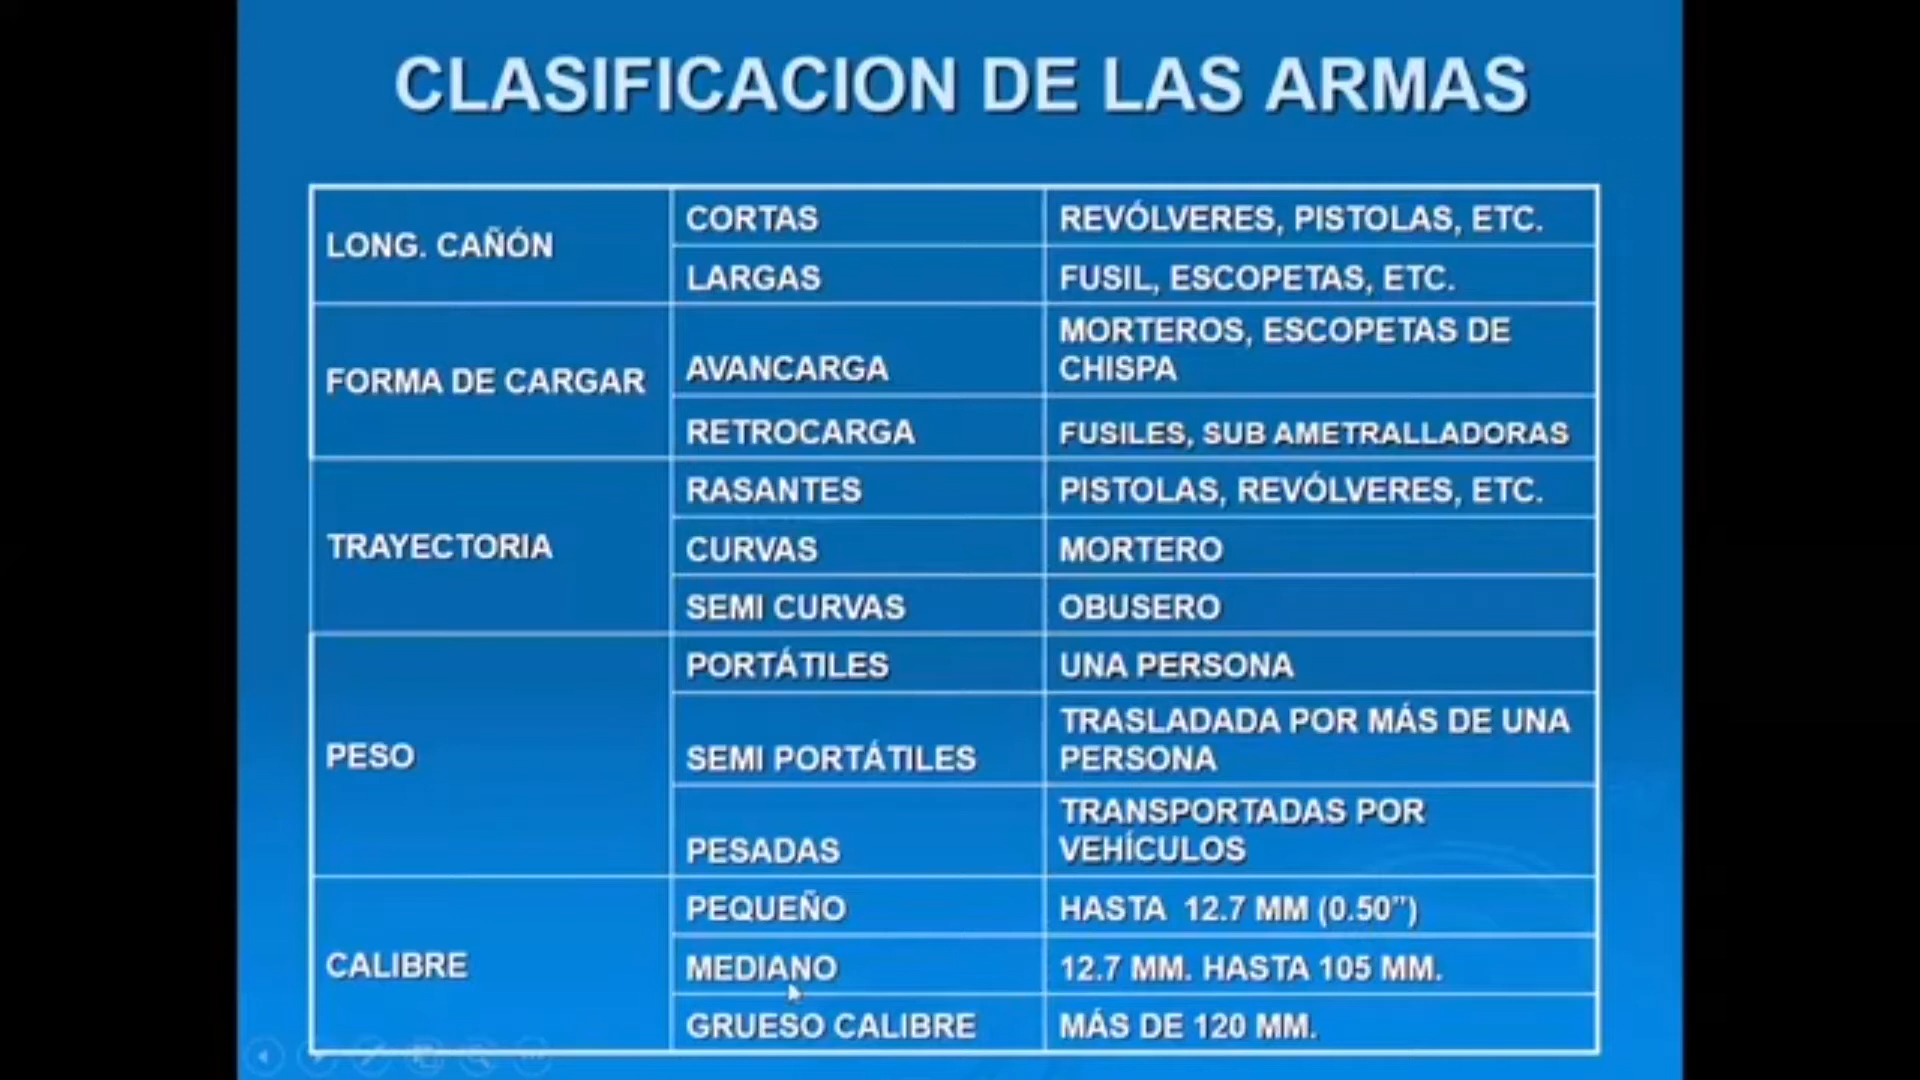 CLASIFICACION DE LAS ARMAS
LONG. CAÑÓN
CORTAS
REVÓLVERES, PISTOLAS, ETC.
LARGAS
FUSIL, ESCOPETAS, ETC.
FORMA DE CARGAR
AVANCARGA
MORTEROS, ESCOPETAS DE
CHISPA
RETROCARGA
FUSILES, SUB AMETRALLADORAS
TRAYECTORIA
RASANTES
PISTOLAS, REVÓLVERES, ETC.
CURVAS
MORTERO
SEMI CURVAS
OBUSERO
PESO
PORTÁTILES
UNA PERSONA
SEMI PORTÁTILES
TRASLADADA POR MÁS DE UNA
PERSONA
PESADAS
TRANSPORTADAS POR
VEHÍCULOS
CALIBRE
PEQUEÑO
HASTA  12.7 MM (0.50”)
MEDIANO
12.7 MM. HASTA 105 MM.
GRUESO CALIBRE
MÁS DE 120 MM.